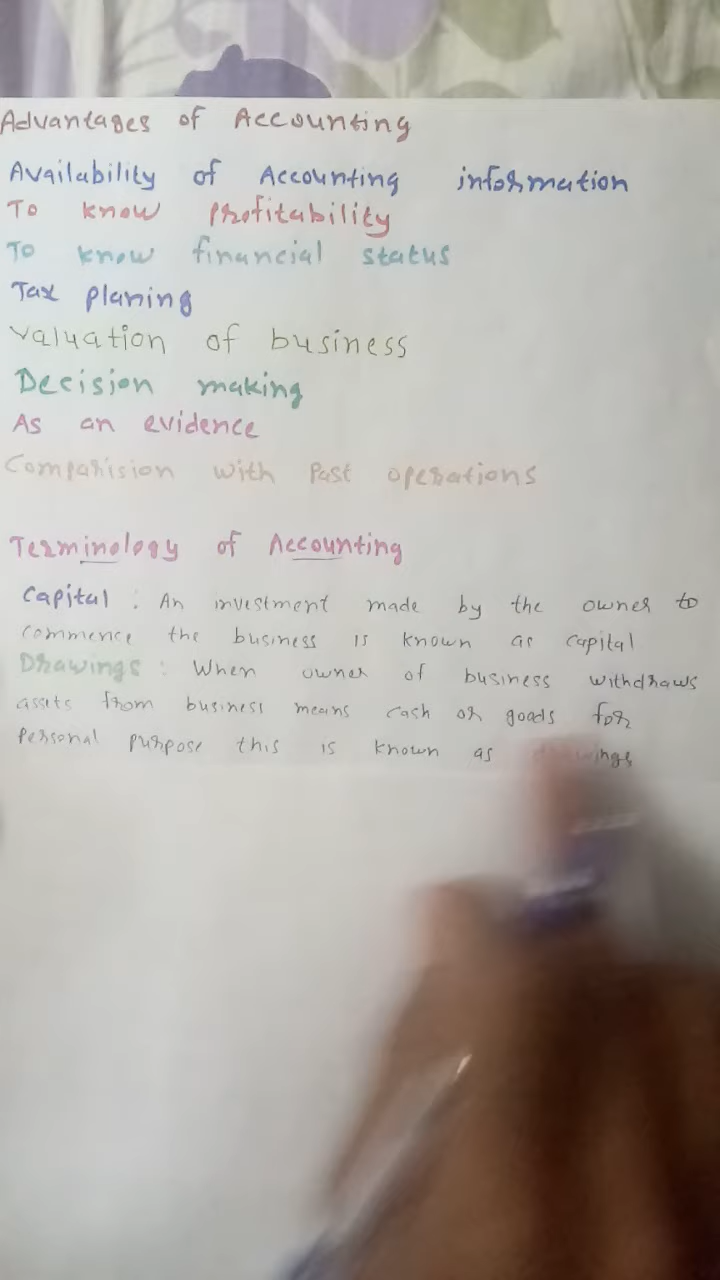 Advantages of Accounting
Availability of Accounting information
To know profitability
To know financial status
Tax planing
Valuation of business
Decision making
As an evidence
Comparision with Past operations
Terminology of Accounting
Capital : An investment made by the owner to
commence the business is known as capital
Drawings : When owner of business withdraws
assets from business means cash or goods for
Personal purpose this is known as drawings